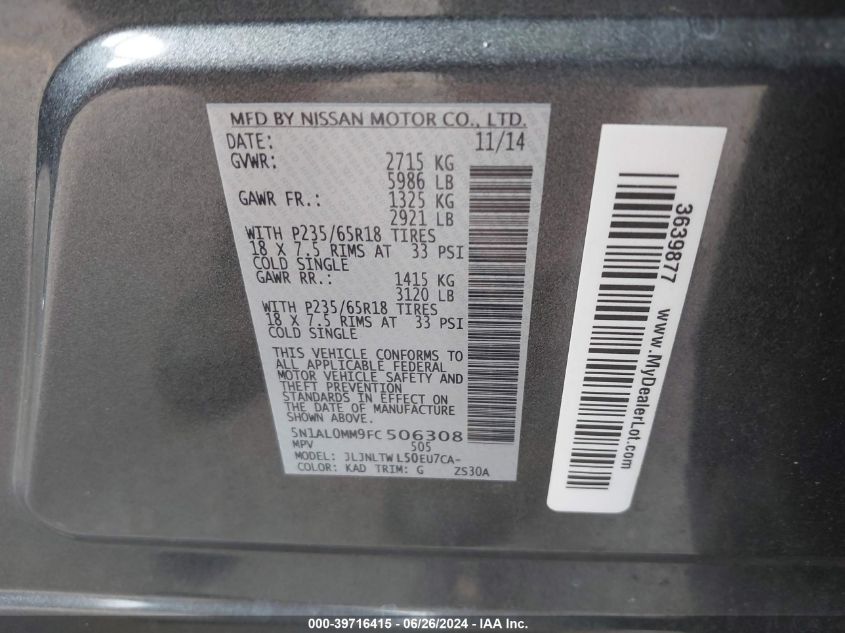 MFD BY NISSAN MOTOR CO., LTD.
DATE: 11/14
GVWR: 2715 KG
5986 LB
GAWR FR.: 1325 KG
2921 LB
WITH P235/65R18 TIRES
18 X 7.5 RIMS AT 33 PSI
COLD SINGLE
GAWR RR.: 1415 KG
3120 LB
WITH P235/65R18 TIRES
18 X 7.5 RIMS AT 33 PSI
COLD SINGLE
THIS VEHICLE CONFORMS TO
ALL APPLICABLE FEDERAL
MOTOR VEHICLE SAFETY AND
THEFT PREVENTION
STANDARDS IN EFFECT ON
THE DATE OF MANUFACTURE
SHOWN ABOVE.
5N1AL0MM9FC506308
MPV 505
MODEL: JLJNLTWL50EU7CA-
COLOR: KAD TRIM: G ZS30A
3639877
www.MyDealerLot.com
000-39716415 - 06/26/2024 - IAA Inc.